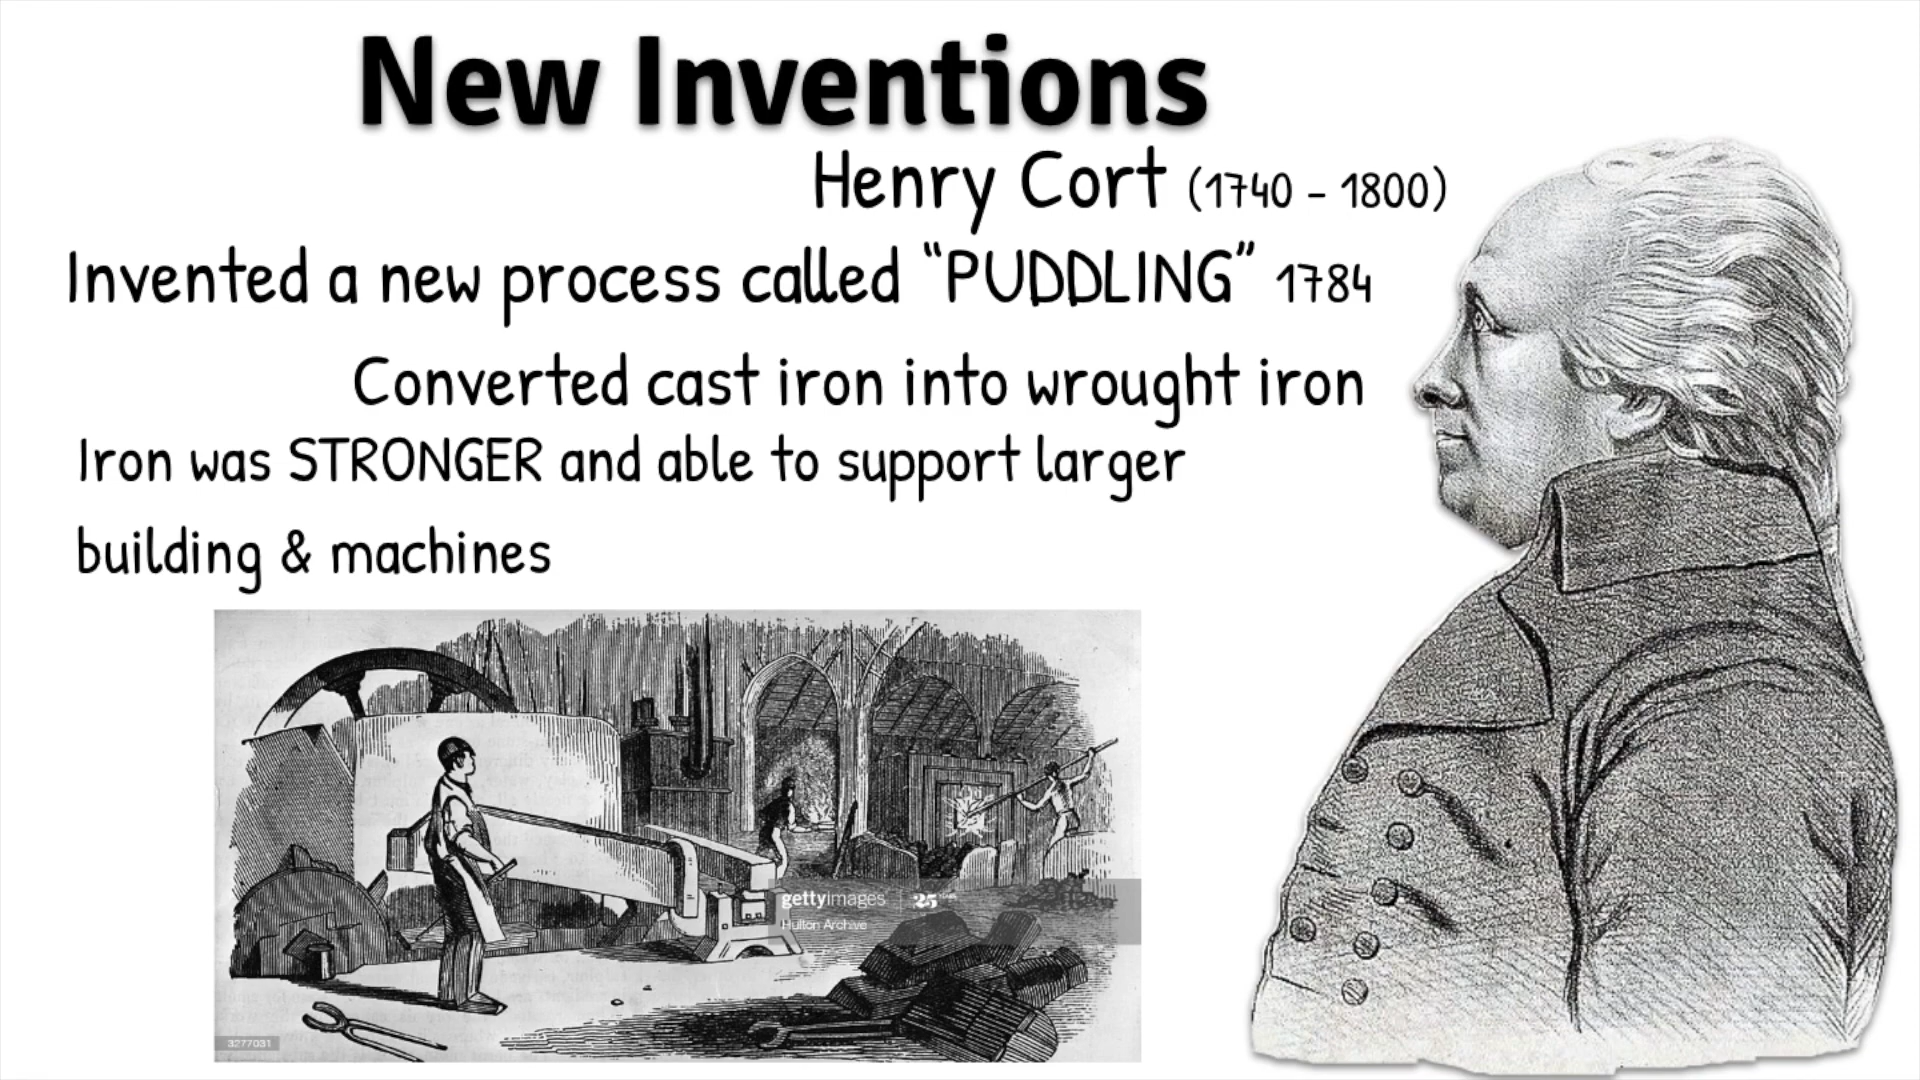 New Inventions
Henry Cort (1740 - 1800)
Invented a new process called “PUDDLING” 1784
Converted cast iron into wrought iron
Iron was STRONGER and able to support larger
building & machines
gettyimages 25
Hulton Archive
3277031